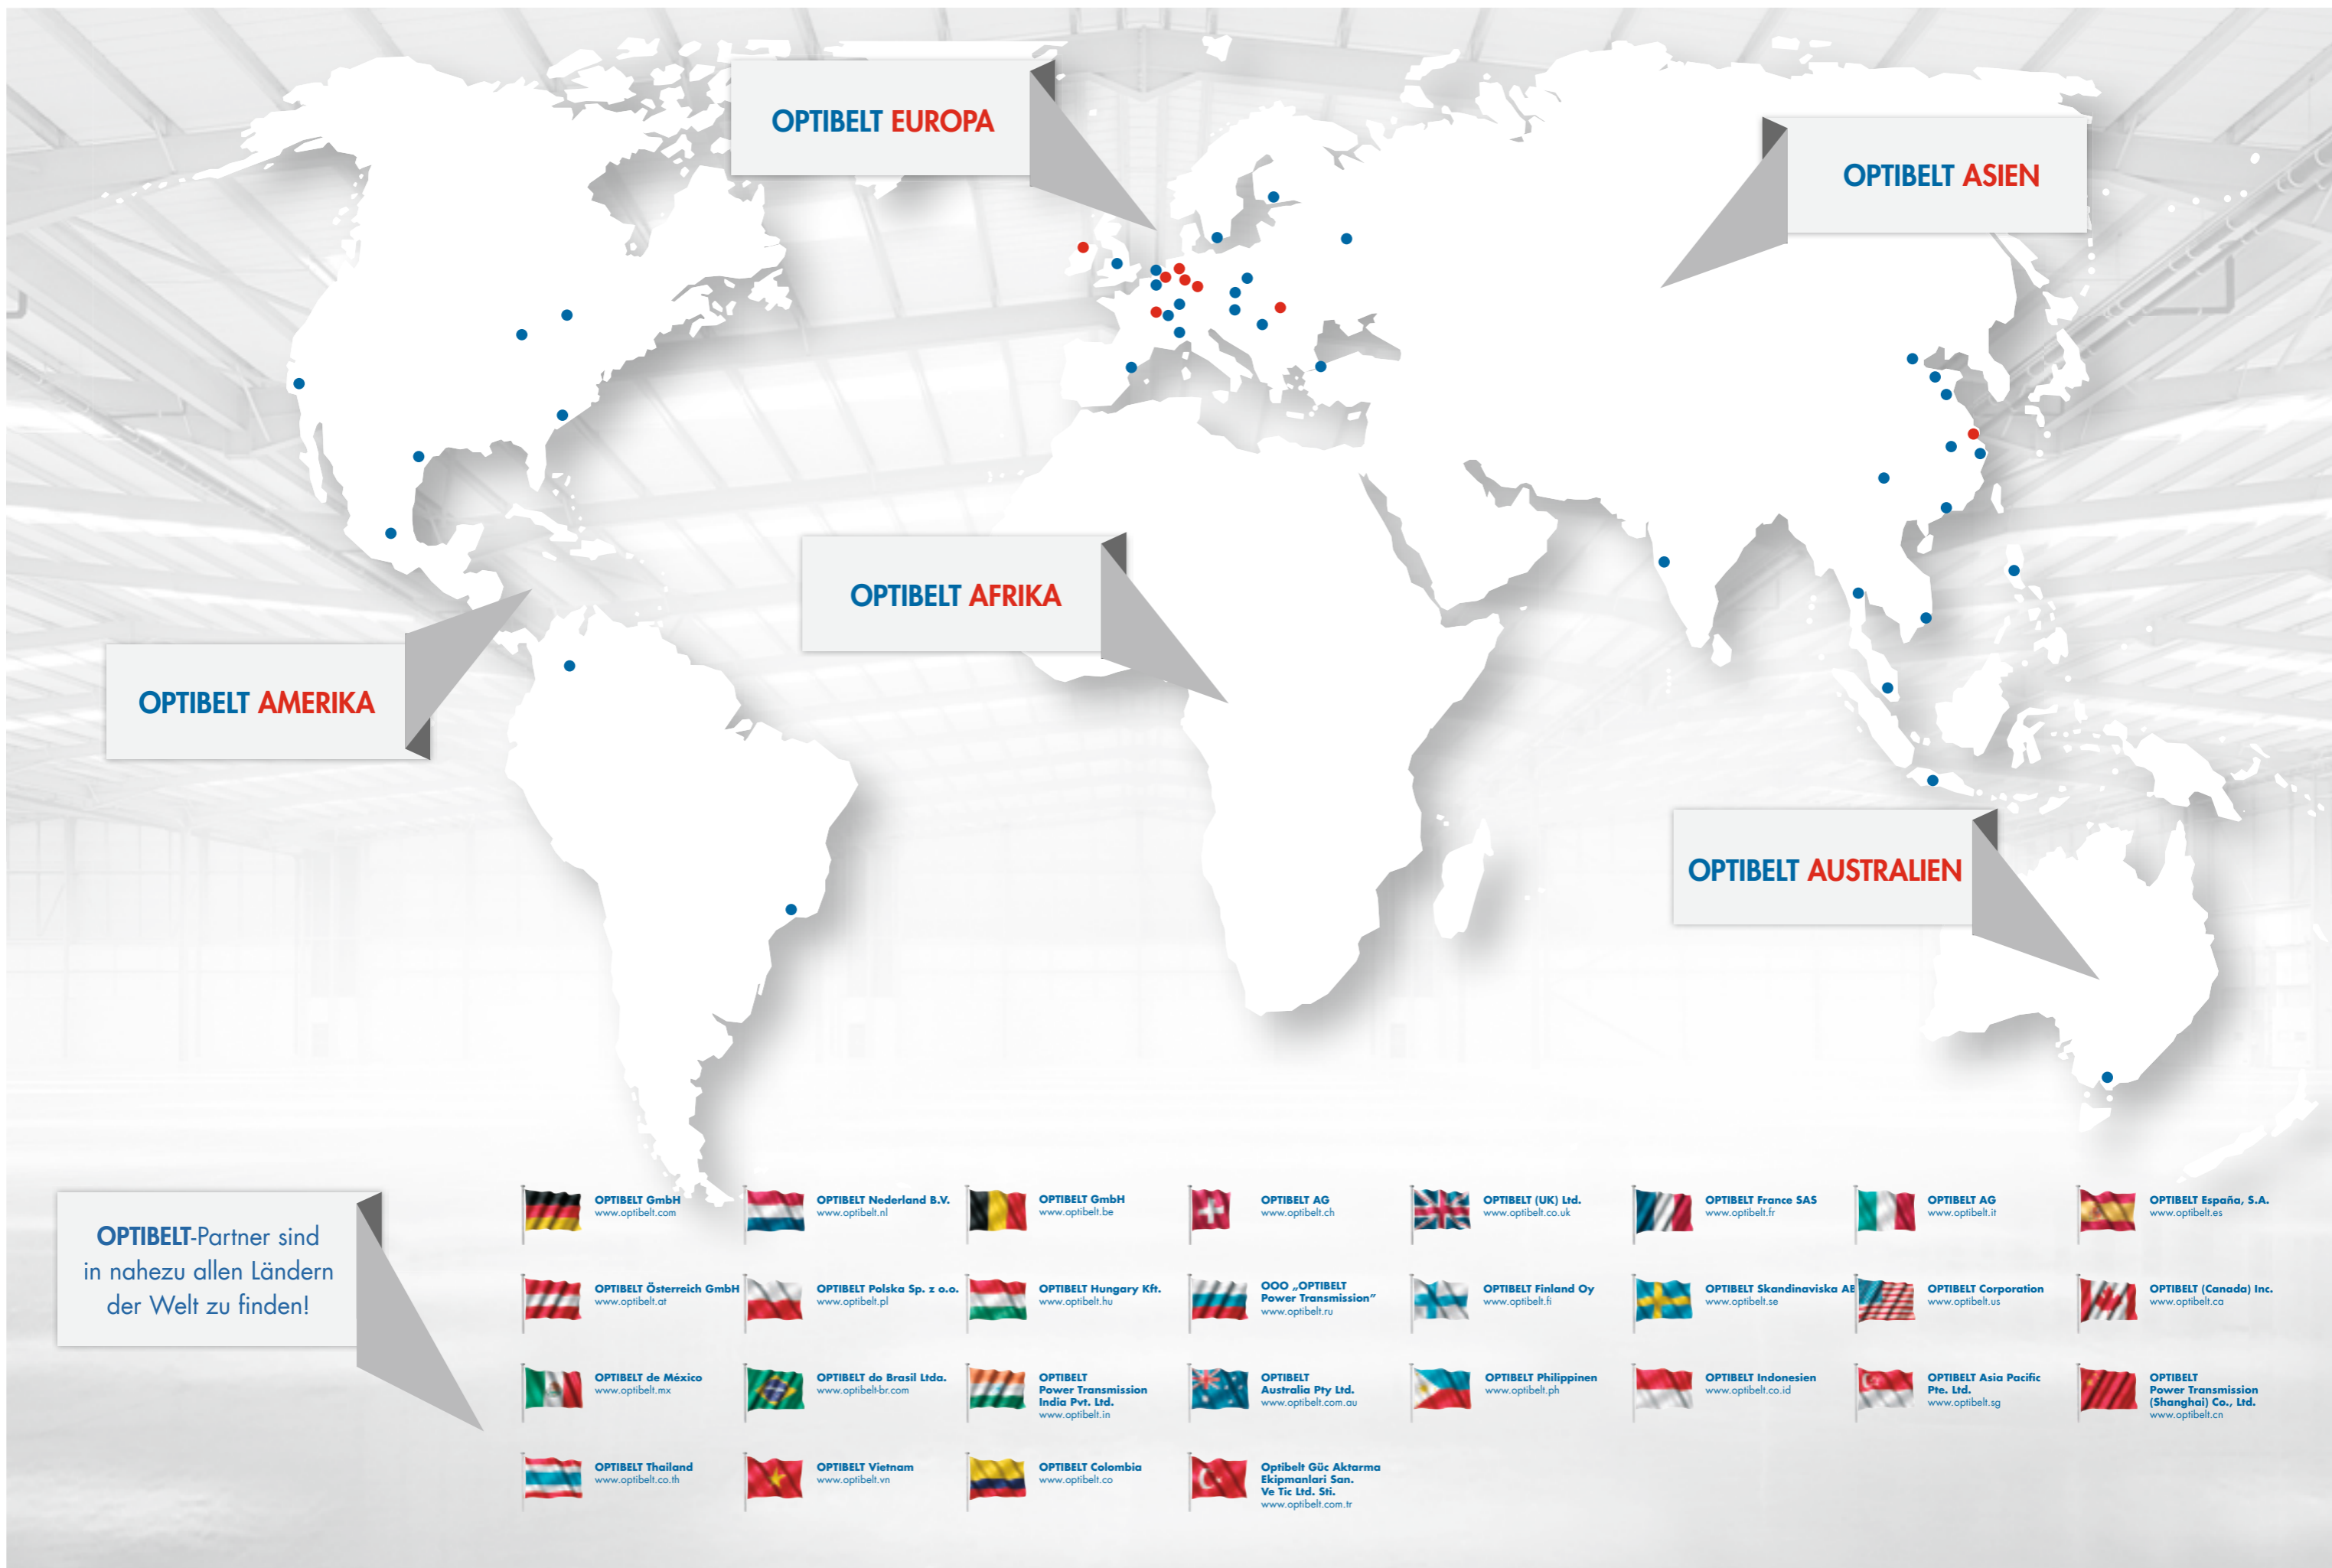 OPTIBELT EUROPA
OPTIBELT ASIEN
OPTIBELT AFRIKA
OPTIBELT AMERIKA
OPTIBELT AUSTRALIEN
OPTIBELT-Partner sind
in nahezu allen Ländern
der Welt zu finden!
OPTIBELT GmbH
www.optibelt.com
OPTIBELT Nederland B.V.
www.optibelt.nl
OPTIBELT GmbH
www.optibelt.be
OPTIBELT AG
www.optibelt.ch
OPTIBELT (UK) Ltd.
www.optibelt.co.uk
OPTIBELT France SAS
www.optibelt.fr
OPTIBELT AG
www.optibelt.it
OPTIBELT España, S.A.
www.optibelt.es
OPTIBELT Österreich GmbH
www.optibelt.at
OPTIBELT Polska Sp. z o.o.
www.optibelt.pl
OPTIBELT Hungary Kft.
www.optibelt.hu
OOO „OPTIBELT
Power Transmission”
www.optibelt.ru
OPTIBELT Finland Oy
www.optibelt.fi
OPTIBELT Skandinaviska AB
www.optibelt.se
OPTIBELT Corporation
www.optibelt.us
OPTIBELT (Canada) Inc.
www.optibelt.ca
OPTIBELT de México
www.optibelt.mx
OPTIBELT do Brasil Ltda.
www.optibelt-br.com
OPTIBELT
Power Transmission
India Pvt. Ltd.
www.optibelt.in
OPTIBELT
Australia Pty Ltd.
www.optibelt.com.au
OPTIBELT Philippinen
www.optibelt.ph
OPTIBELT Indonesien
www.optibelt.co.id
OPTIBELT Asia Pacific
Pte. Ltd.
www.optibelt.sg
OPTIBELT
Power Transmission
(Shanghai) Co., Ltd.
www.optibelt.cn
OPTIBELT Thailand
www.optibelt.co.th
OPTIBELT Vietnam
www.optibelt.vn
OPTIBELT Colombia
www.optibelt.co
Optibelt Güc Aktarma
Ekipmanlari San.
Ve Tic Ltd. Sti.
www.optibelt.com.tr